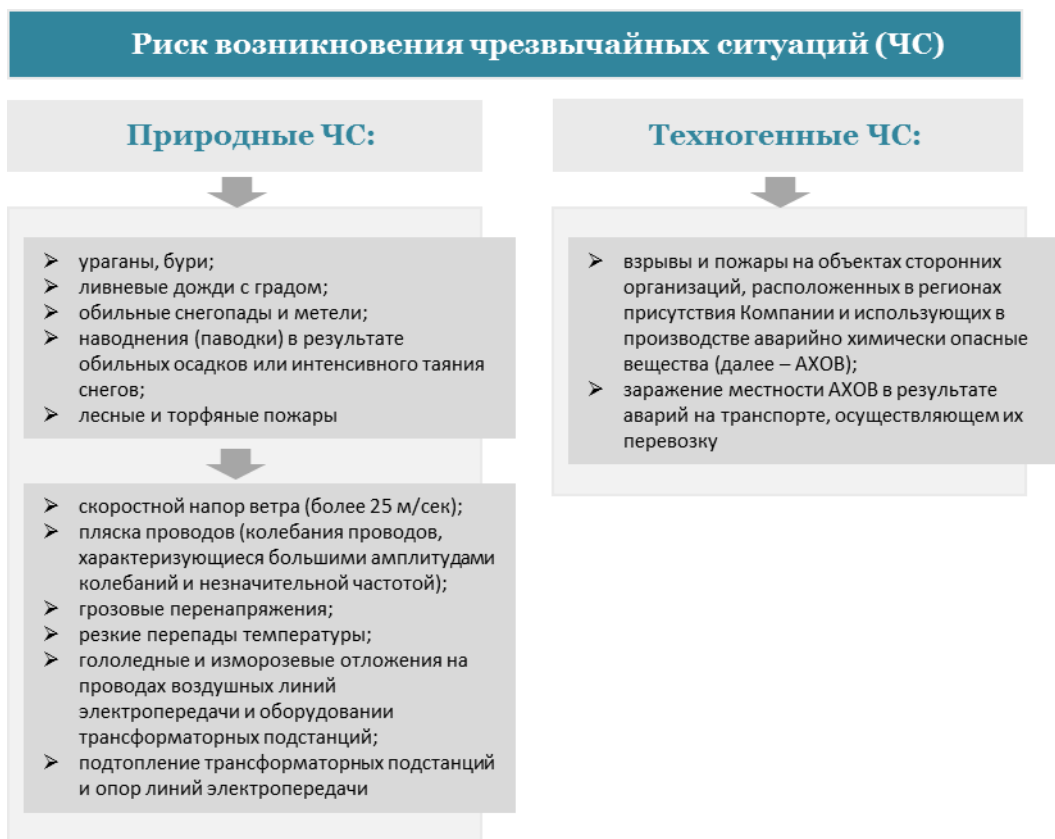 Риск возникновения чрезвычайных ситуаций (ЧС)
Природные ЧС:
➢ ураганы, бури;
➢ ливневые дожди с градом;
➢ обильные снегопады и метели;
➢ наводнения (паводки) в результате
обильных осадков или интенсивного таяния
снегов;
➢ лесные и торфяные пожары
➢ скоростной напор ветра (более 25 м/сек);
➢ пляска проводов (колебания проводов,
характеризующиеся большими амплитудами
колебаний и незначительной частотой);
➢ грозовые перенапряжения;
➢ резкие перепады температуры;
➢ гололедные и изморозевые отложения на
проводах воздушных линий
электропередачи и оборудовании
трансформаторных подстанций;
➢ подтопление трансформаторных подстанций
и опор линий электропередачи
Техногенные ЧС:
➢ взрывы и пожары на объектах сторонних
организаций, расположенных в регионах
присутствия Компании и использующих в
производстве аварийно химически опасные
вещества (далее – АХОВ);
➢ заражение местности АХОВ в результате
аварий на транспорте, осуществляющем их
перевозку